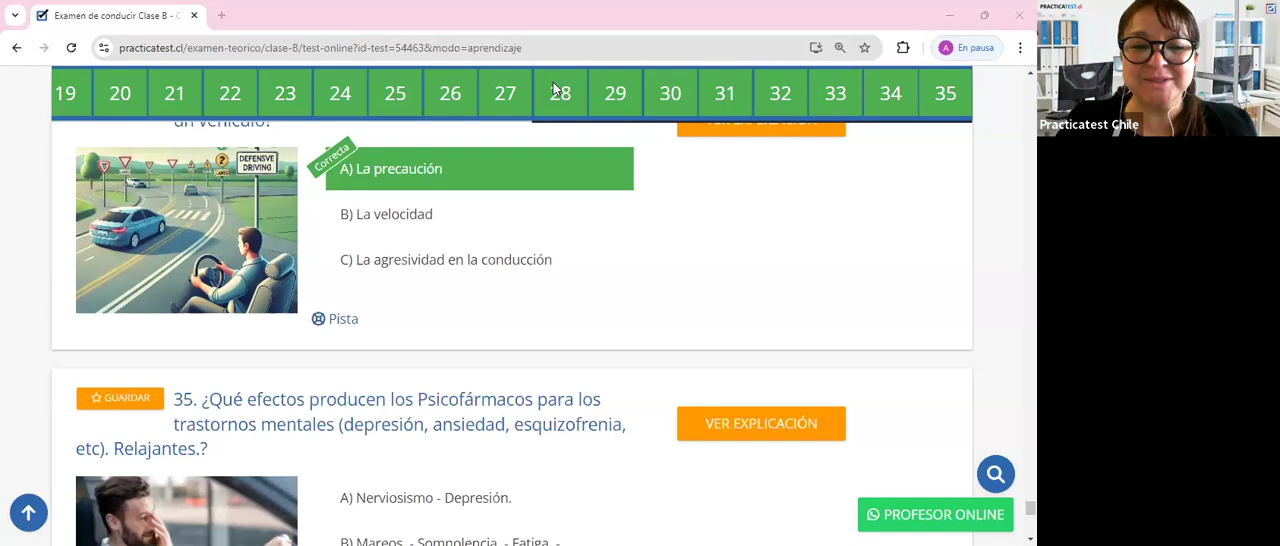 Examen de conducir Clase B - C
practicatest.cl/examen-teorico/clase-B/test-online?id-test=54463&modo=aprendizaje
A
En pausa
PRACTICATEST.cl
Practicatest Chile
19 20 21 22 23 24 25 26 27 28 29 30 31 32 33 34 35
un vehículo?
VER EXPLICACIÓN
DEFENSIVE
DRIVING
Correcta
A) La precaución
B) La velocidad
C) La agresividad en la conducción
Pista
GUARDAR
35. ¿Qué efectos producen los Psicofármacos para los
trastornos mentales (depresión, ansiedad, esquizofrenia,
etc). Relajantes.?
VER EXPLICACIÓN
A) Nerviosismo - Depresión.
B) Mareos. - Somnolencia. - Fatiga. -
PROFESOR ONLINE